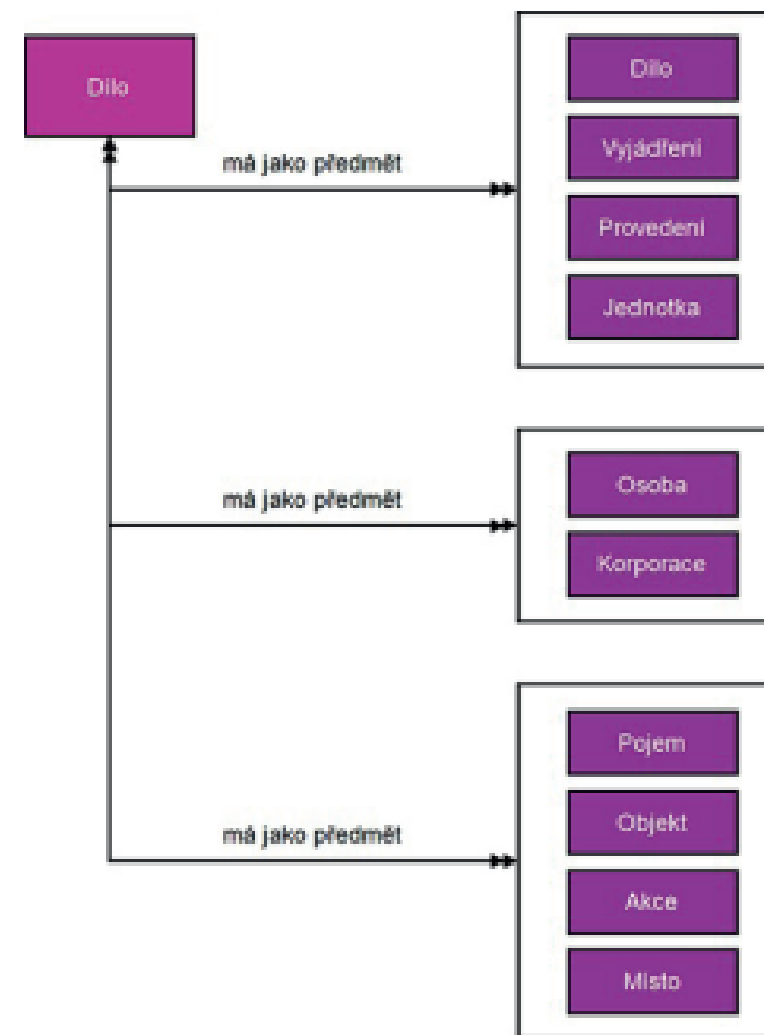 Dílo
má jako předmět
Dílo
Vyjádření
Provedení
Jednotka
má jako předmět
Osoba
Korporace
má jako předmět
Pojem
Objekt
Akce
Místo